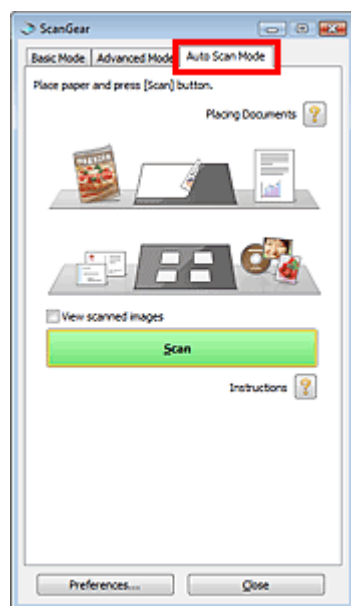 ScanGear
Basic Mode Advanced Mode Auto Scan Mode
Place paper and press [Scan] button.
Placing Documents ?
MAGAZINE
View scanned images
Scan
Instructions ?
Preferences... Close